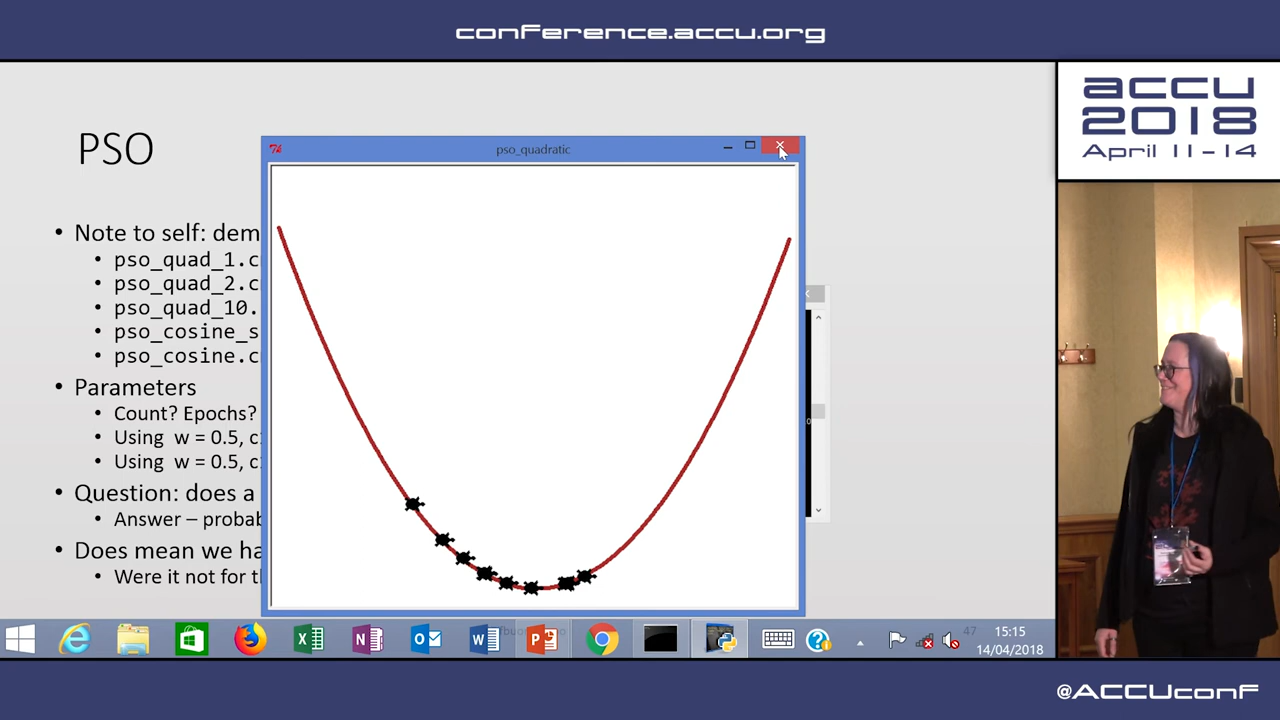 conference.accu.org
accu
2018
April 11-14
PSO
pso_quadratic
• Note to self: dem
• pso_quad_1.c
• pso_quad_2.c
• pso_quad_10.
• pso_cosine_s
• pso_cosine.c
• Parameters
• Count? Epochs?
• Using w = 0.5, c
• Using w = 0.5, c
• Question: does a
• Answer – probab
• Does mean we ha
• Were it not for t
47
15:15
14/04/2018
@ACCUconf